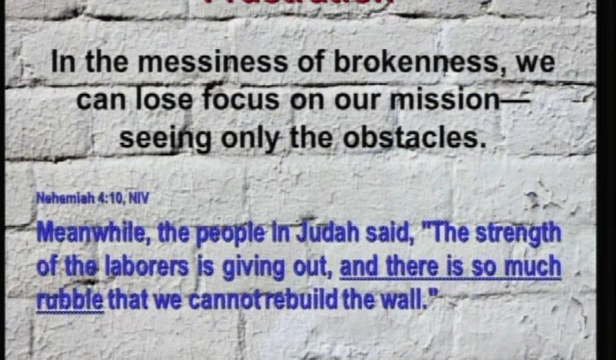 Frustration
In the messiness of brokenness, we
can lose focus on our mission—
seeing only the obstacles.
Nehemiah 4:10, NIV
Meanwhile, the people in Judah said, "The strength
of the laborers is giving out, and there is so much
rubble that we cannot rebuild the wall."